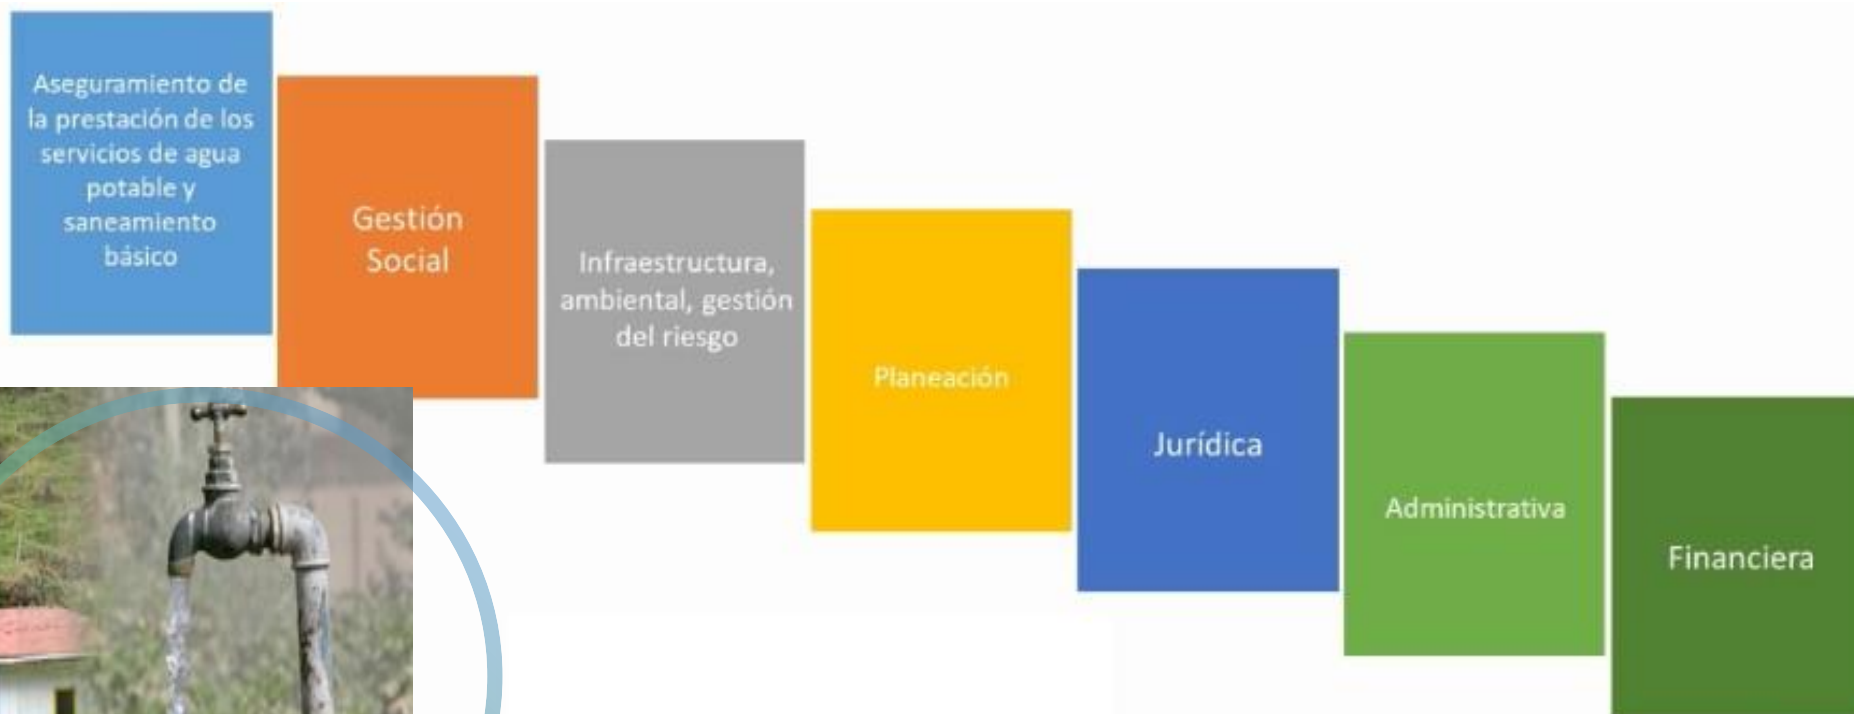 Aseguramiento de
la prestación de los
servicios de agua
potable y
saneamiento
básico
Gestión
Social
Infraestructura,
ambiental, gestión
del riesgo
Planeación
Jurídica
Administrativa
Financiera